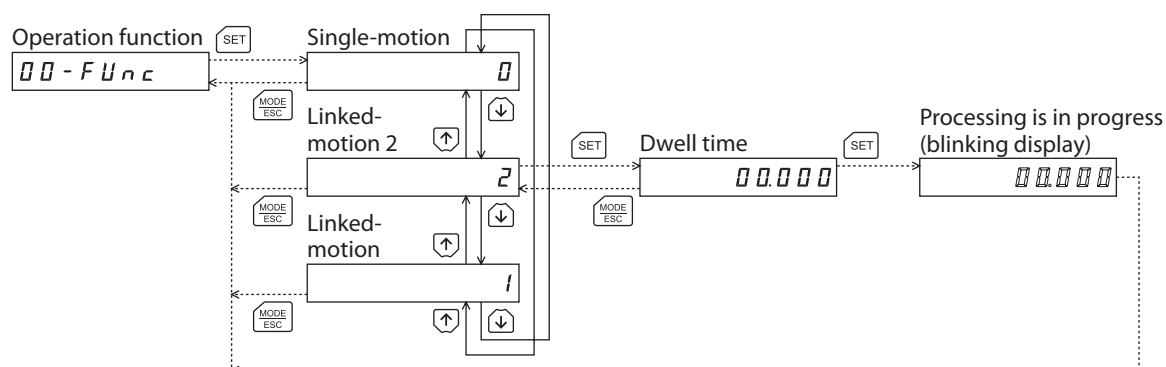 Operation function
SET
Single-motion
00-FUnc
0
MODE
ESC
Linked-
motion 2
Processing is in progress
(blinking display)
SET
Dwell time
SET
2
00.000
00.000
MODE
ESC
MODE
ESC
Linked-
motion
1
MODE
ESC